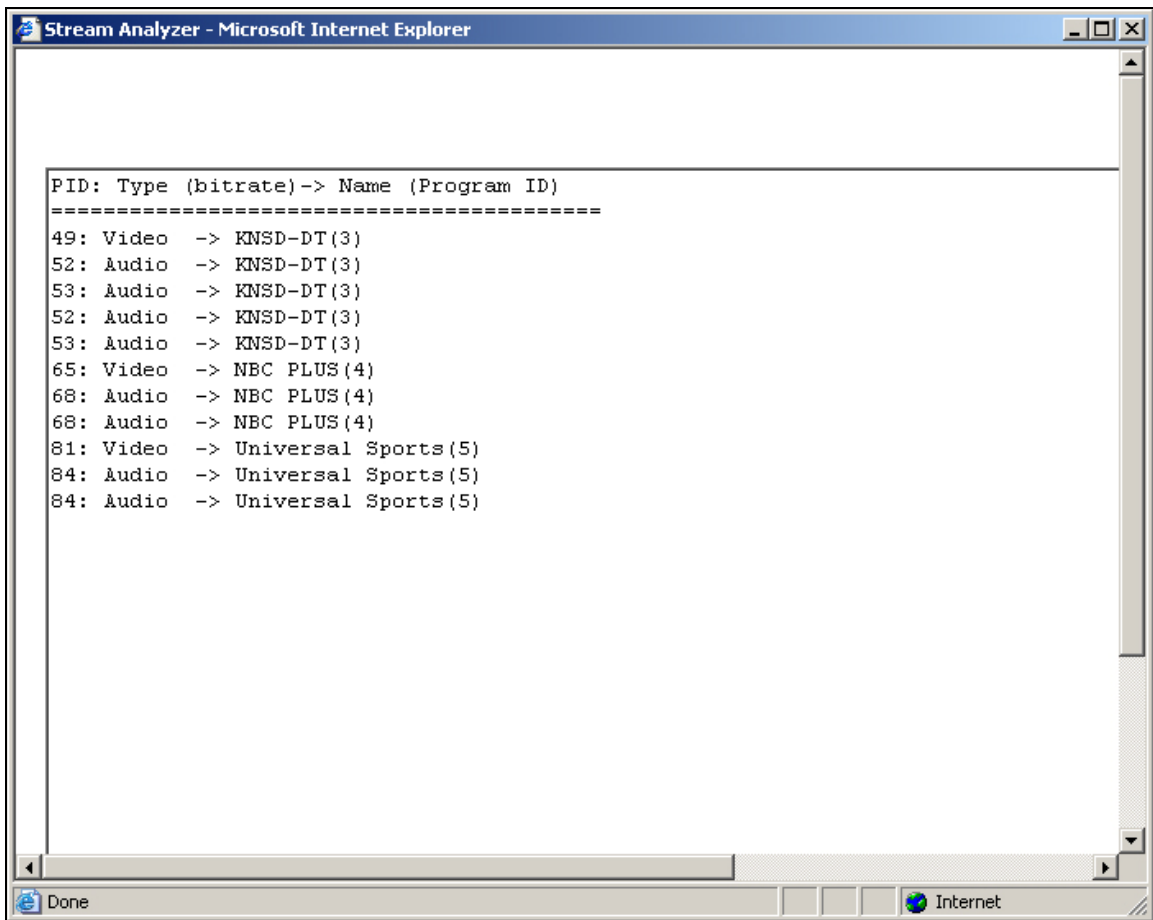 Stream Analyzer - Microsoft Internet Explorer
PID: Type (bitrate)-> Name (Program ID)
==========================================
49: Video -> KNSD-DT(3)
52: Audio -> KNSD-DT(3)
53: Audio -> KNSD-DT(3)
52: Audio -> KNSD-DT(3)
53: Audio -> KNSD-DT(3)
65: Video -> NBC PLUS(4)
68: Audio -> NBC PLUS(4)
68: Audio -> NBC PLUS(4)
81: Video -> Universal Sports(5)
84: Audio -> Universal Sports(5)
84: Audio -> Universal Sports(5)
Done
Internet